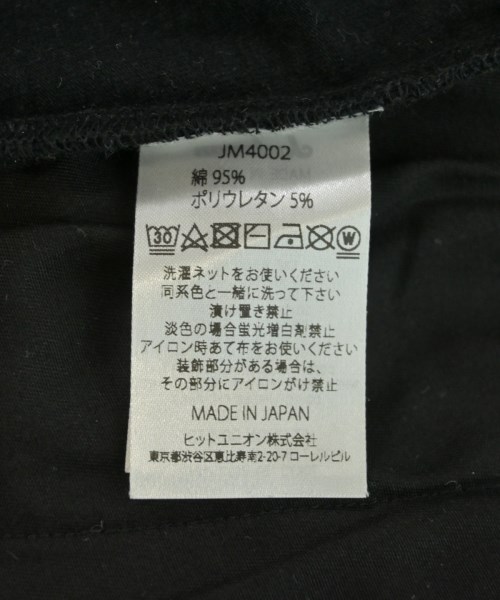 JM4002
綿 95%
ポリウレタン 5%
30 W
洗濯ネットをお使いください
同系色と一緒に洗って下さい
漬け置き禁止
淡色の場合蛍光増白剤禁止
アイロン時あて布をお使いください
装飾部分がある場合は、
その部分にアイロンがけ禁止
MADE IN JAPAN
ヒットユニオン株式会社
東京都渋谷区恵比寿南2-20-7 コーレルビル